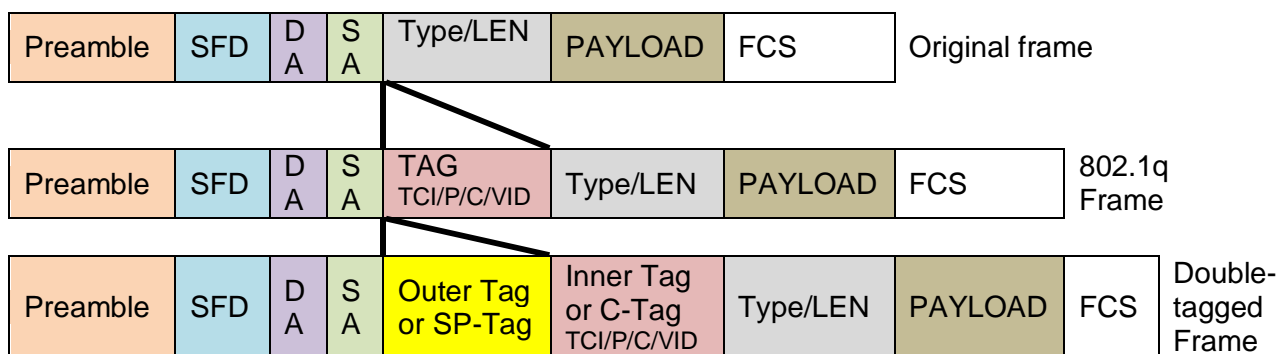 Preamble SFD D A S A Type/LEN PAYLOAD FCS Original frame
Preamble SFD D A S A TAG TCI/P/C/VID Type/LEN PAYLOAD FCS 802.1q Frame
Preamble SFD D A S A Outer Tag or SP-Tag Inner Tag or C-Tag TCI/P/C/VID Type/LEN PAYLOAD FCS Double-tagged Frame